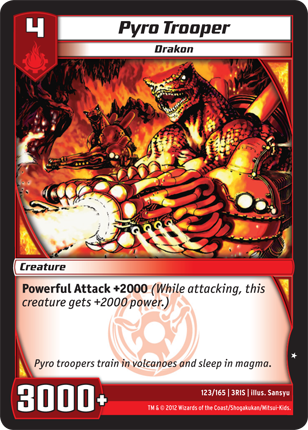 4
Pyro Trooper
Drakon
Creature
Powerful Attack +2000 (While attacking, this
creature gets +2000 power.)
Pyro troopers train in volcanoes and sleep in magma.
3000+
123/165 | 3RIS | illus. Sansyu
TM & © 2012 Wizards of the Coast/Shogakukan/Mitsui-Kids.